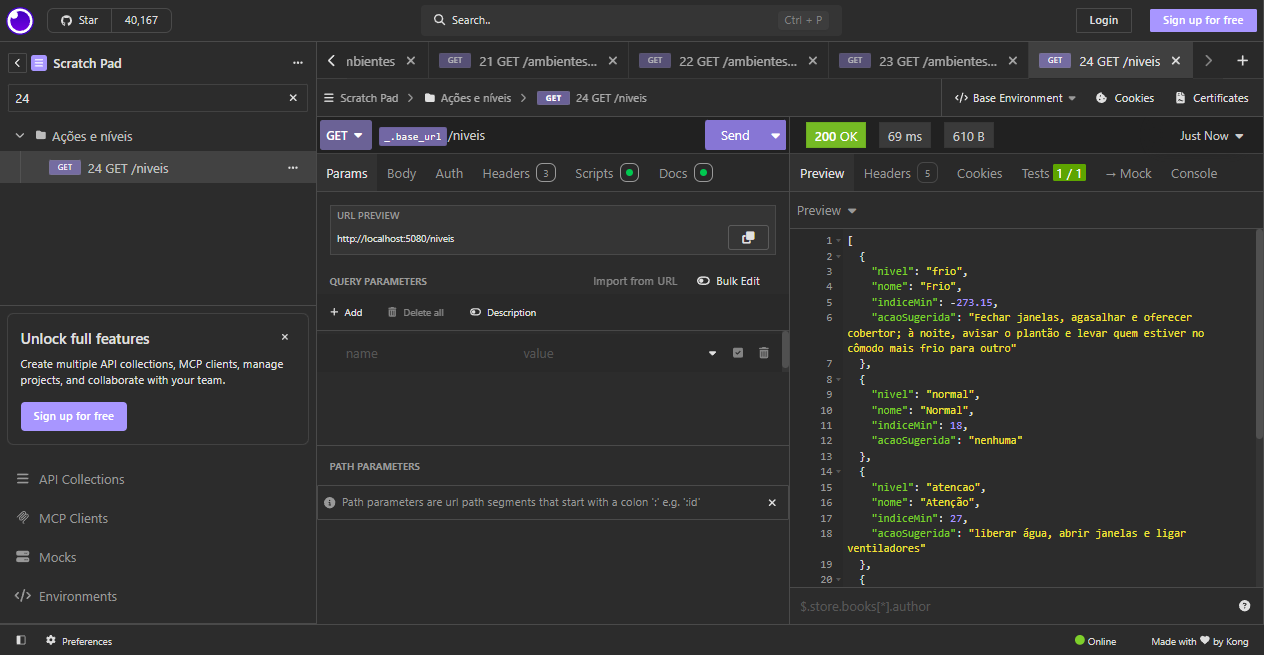 Star 40,167
Search..
Ctrl + P
Login
Sign up for free
Scratch Pad
nbientes
GET 21 GET /ambientes...
GET 22 GET /ambientes...
GET 23 GET /ambientes...
GET 24 GET /niveis
24
Scratch Pad
Ações e níveis
GET 24 GET /niveis
Base Environment
Cookies
Certificates
Ações e níveis
GET 24 GET /niveis
GET
_.base_url/niveis
Send
200 OK
69 ms
610 B
Just Now
Params
Body
Auth
Headers 3
Scripts
Docs
Preview
Headers 5
Cookies
Tests 1 / 1
→ Mock
Console
URL PREVIEW
http://localhost:5080/niveis
QUERY PARAMETERS
Import from URL
Bulk Edit
Add
Delete all
Description
name
value
PATH PARAMETERS
Path parameters are url path segments that start with a colon ':' e.g. ':id'
Preview
1 [
2 {
3 "nivel": "frio",
4 "nome": "Frio",
5 "indiceMin": -273.15,
6 "acaoSugerida": "Fechar janelas, agasalhar e oferecer
cobertor; à noite, avisar o plantão e levar quem estiver no
cômodo mais frio para outro"
7 },
8 {
9 "nivel": "normal",
10 "nome": "Normal",
11 "indiceMin": 18,
12 "acaoSugerida": "nenhuma"
13 },
14 {
15 "nivel": "atencao",
16 "nome": "Atenção",
17 "indiceMin": 27,
18 "acaoSugerida": "liberar água, abrir janelas e ligar
ventiladores"
19 },
20 {
$.store.books[*].author
Unlock full features
Create multiple API collections, MCP clients, manage
projects, and collaborate with your team.
Sign up for free
API Collections
MCP Clients
Mocks
Environments
Preferences
Online
Made with ♥ by Kong